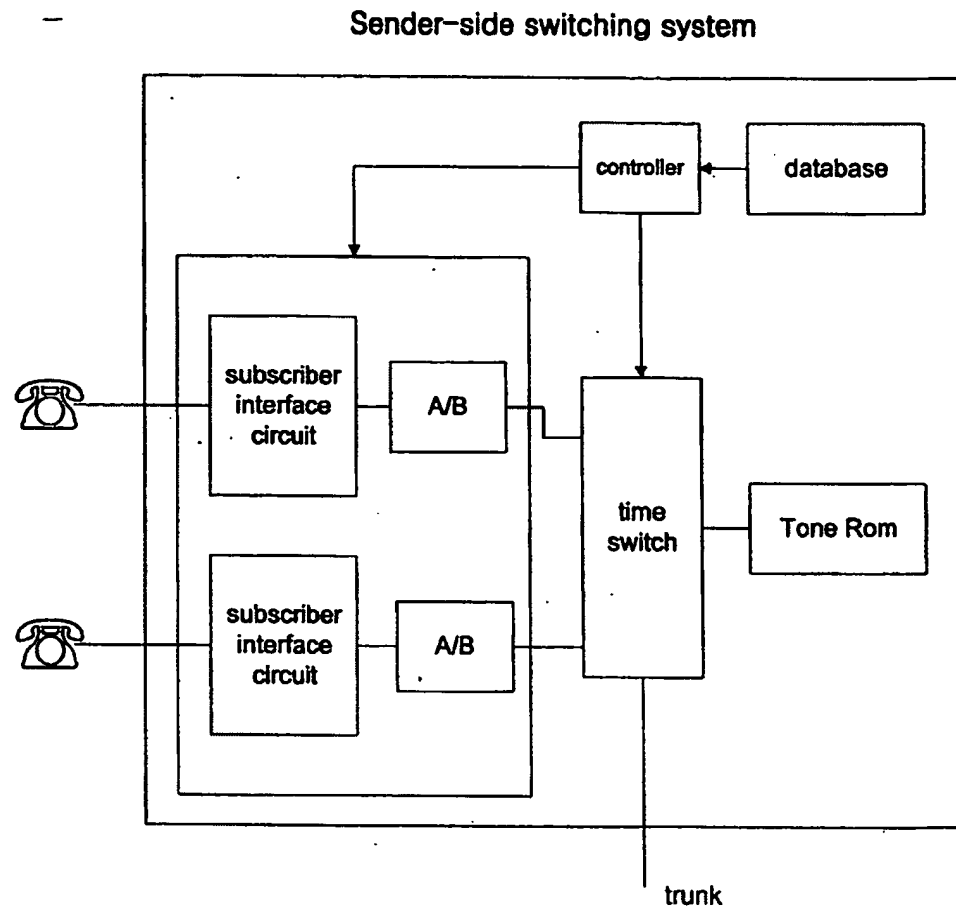 Sender-side switching system
controller
database
subscriber
interface
circuit
A/B
time
switch
Tone Rom
subscriber
interface
circuit
A/B
trunk